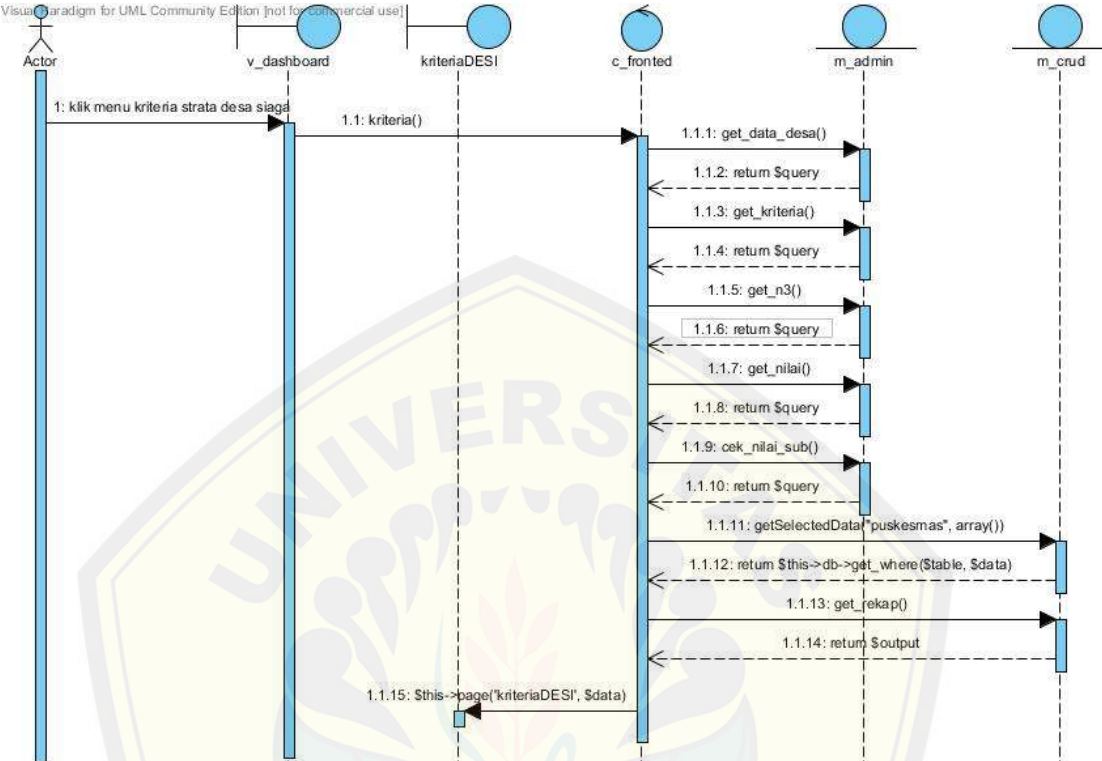 Visual Paradigm for UML Community Edition [not for commercial use]
Actor
v_dashboard
kriteriaDESI
c_fronted
m_admin
m_crud
1: klik menu kriteria strata desa siaga
1.1: kriteria()
1.1.1: get_data_desa()
1.1.2: return $query
1.1.3: get_kriteria()
1.1.4: return $query
1.1.5: get_n3()
1.1.6: return $query
1.1.7: get_nilai()
1.1.8: return $query
1.1.9: cek_nilai_sub()
1.1.10: return $query
1.1.11: getSelectedData("puskesmas", array())
1.1.12: return $this->db->get_where($table, $data)
1.1.13: get_rekap()
1.1.14: return $output
1.1.15: $this->page('kriteriaDESI', $data)
UNIVERSITAS